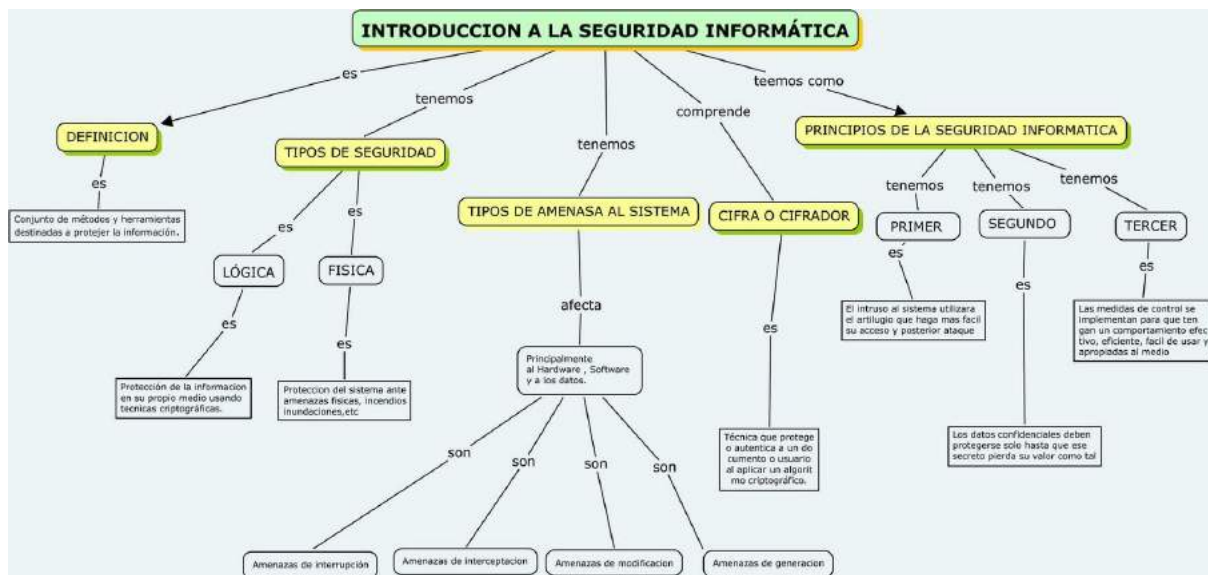 INTRODUCCION A LA SEGURIDAD INFORMÁTICA
es
tenemos
tenemos
comprende
teemos como
DEFINICION
es
Conjunto de métodos y herramientas
destinadas a protejer la información.
TIPOS DE SEGURIDAD
es
es
LÓGICA
FISICA
es
es
Protección de la informacion
en su propio medio usando
tecnicas criptográficas.
Proteccion del sistema ante
amenazas fisicas, incendios
inundaciones,etc
TIPOS DE AMENASA AL SISTEMA
afecta
Principalmente
al Hardware , Software
y a los datos.
son
son
son
son
Amenazas de interrupción
Amenazas de interceptacion
Amenazas de modificacion
Amenazas de generacion
CIFRA O CIFRADOR
es
Técnica que protege
o autentica a un do
cumento o usuario
al aplicar un algorit
mo criptográfico.
PRINCIPIOS DE LA SEGURIDAD INFORMATICA
tenemos
tenemos
tenemos
PRIMER
SEGUNDO
TERCER
es
es
es
El intruso al sistema utilizara
el artilugio que haga mas facil
su acceso y posterior ataque
Los datos confidenciales deben
protegerse solo hasta que ese
secreto pierda su valor como tal
Las medidas de control se
implementan para que ten
gan un comportamiento efec
tivo, eficiente, facil de usar y
apropiadas al medio